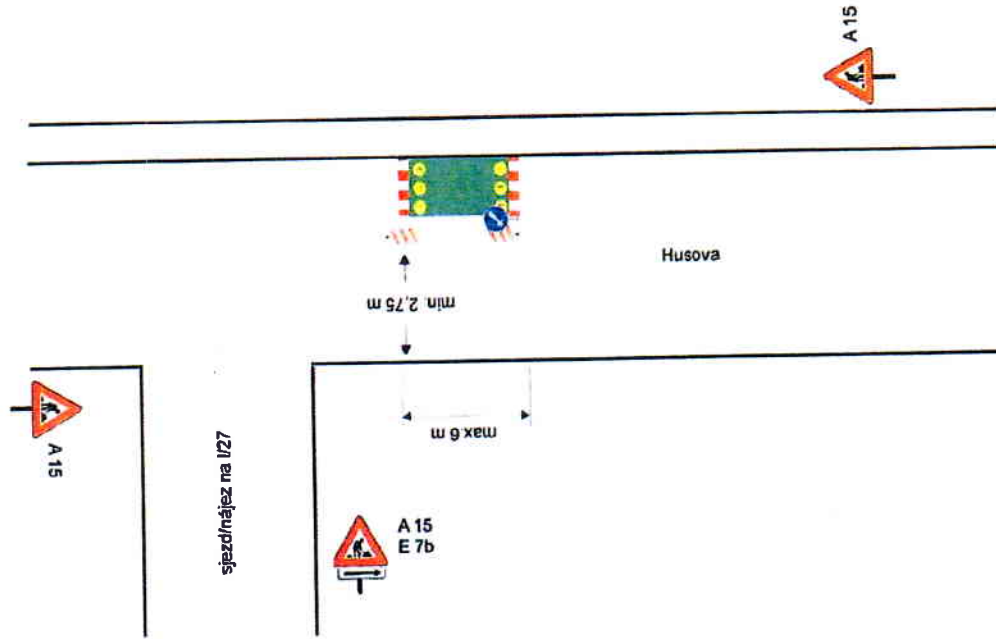 A 15
Husova
min. 2,75 m
max.6 m
A 15
sjezd/nájez na I/27
A 15
E 7b